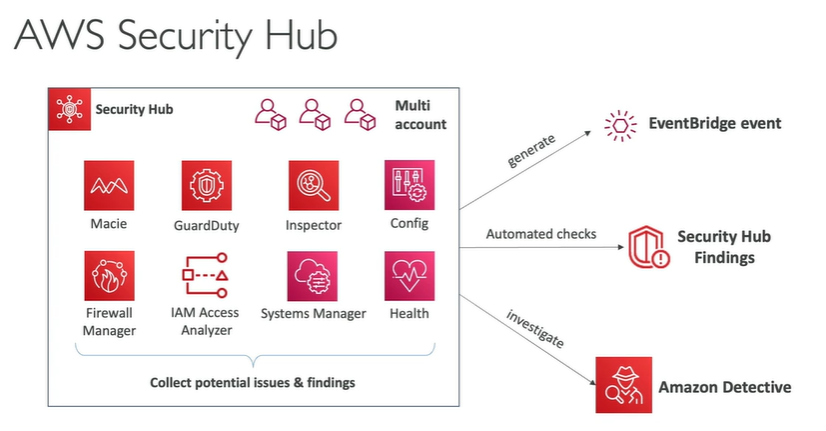 AWS Security Hub
Security Hub
Multi
account
Macie
GuardDuty
Inspector
Config
Firewall
Manager
IAM Access
Analyzer
Systems Manager
Health
Collect potential issues & findings
generate
EventBridge event
Automated checks
Security Hub
Findings
investigate
Amazon Detective